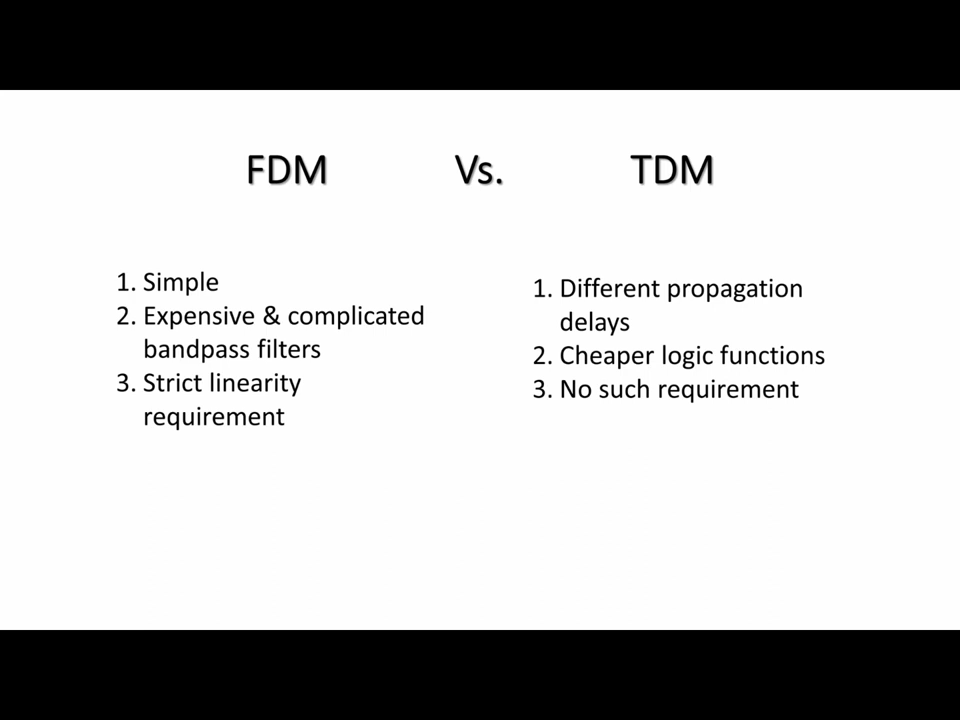 FDM Vs. TDM
1. Simple
2. Expensive & complicated
bandpass filters
3. Strict linearity
requirement
1. Different propagation
delays
2. Cheaper logic functions
3. No such requirement